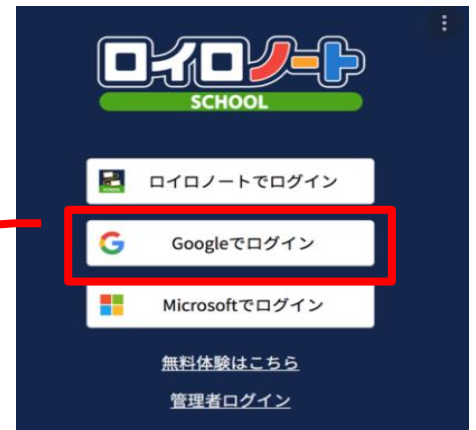 ロイロノート
SCHOOL
ロイロノートでログイン
Googleでログイン
Microsoftでログイン
無料体験はこちら
管理者ログイン